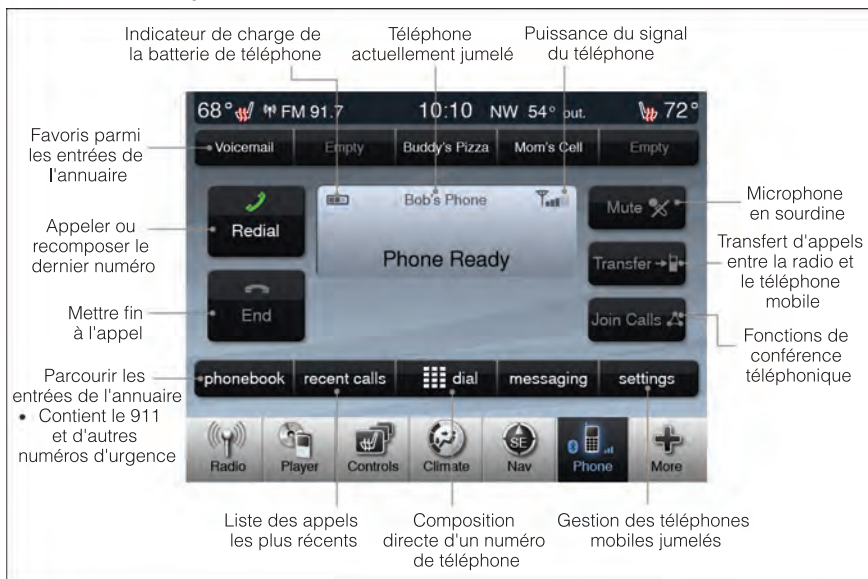 Indicateur de charge de
la batterie de téléphone
Téléphone
actuellement jumelé
Puissance du signal
du téléphone
68° FM 91.7 10:10 NW 54° out. 72°
Favoris parmi
les entrées de
l'annuaire
Voicemail Empty Buddy's Pizza Mom's Cell Empty
Bob's Phone
Phone Ready
Redial
Appeler ou
recomposer le
dernier numéro
End
Mettre fin
à l'appel
Mute
Microphone
en sourdine
Transfer
Transfert d'appels
entre la radio et
le téléphone
mobile
Join Calls
Fonctions de
conférence
téléphonique
Parcourir les
entrées de l'annuaire
• Contient le 911
et d'autres
numéros d'urgence
phonebook recent calls dial messaging settings
Radio Player Controls Climate SE Nav Phone More
Liste des appels
les plus récents
Composition
directe d'un numéro
de téléphone
Gestion des téléphones
mobiles jumelés